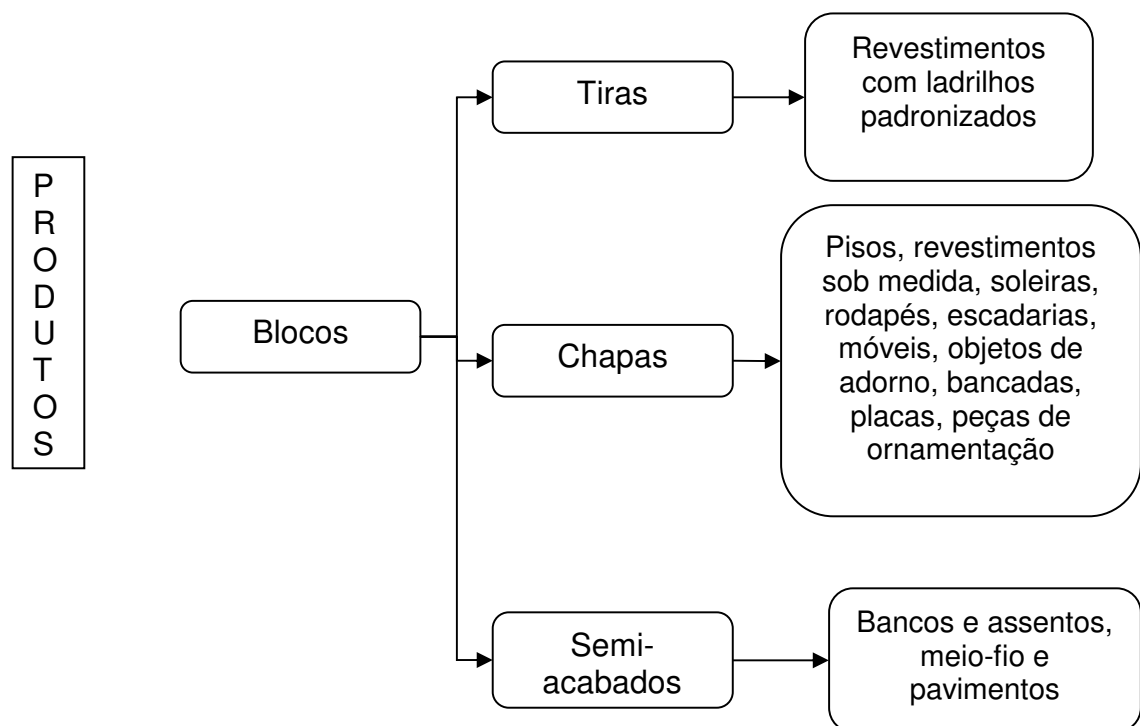 P
R
O
D
U
T
O
S
Blocos
Tiras
Revestimentos
com ladrilhos
padronizados
Chapas
Pisos, revestimentos
sob medida, soleiras,
rodapés, escadarias,
móveis, objetos de
adorno, bancadas,
placas, peças de
ornamentação
Semi-
acabados
Bancos e assentos,
meio-fio e
pavimentos